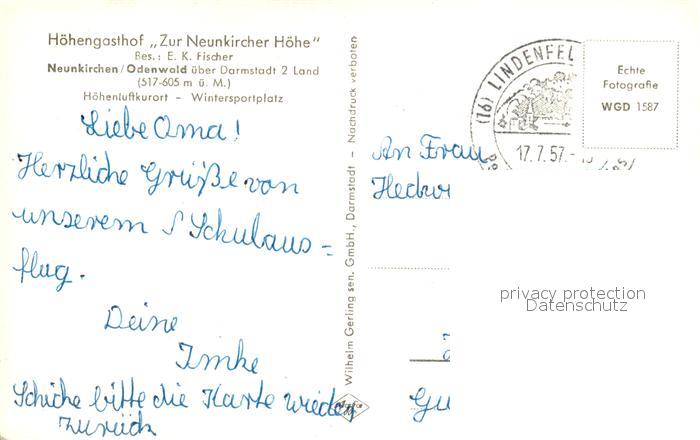 Höhengasthof „Zur Neunkircher Höhe"
Bes.: E. K. Fischer
Neunkirchen/Odenwald über Darmstadt 2 Land
(517-605 m ü. M.)
Höhenluftkurort - Wintersportplatz
Liebe Oma!
Herzliche Grüße von
unserem Schulaus=
flug.
Deine
Imke
Schicke bitte die Karte wieder
zurück
Wilhelm Gerling sen. GmbH., Darmstadt - Nachdruck verboten
(16) LINDENFEL
17.7.57.-
Echte
Fotografie
WGD 1587
An Frau
Hedwi
privacy protection
Datenschutz
Gu